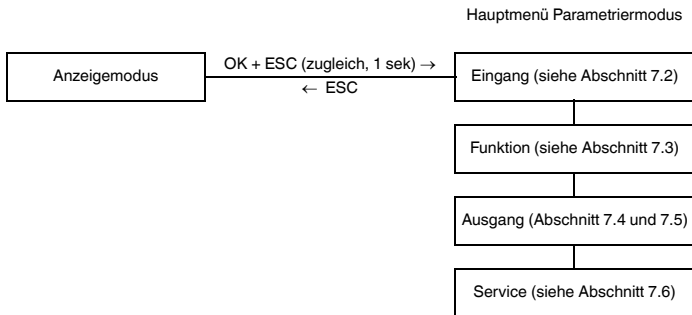 Hauptmenü Parametriermodus
Anzeigemodus
OK + ESC (zugleich, 1 sek) →
← ESC
Eingang (siehe Abschnitt 7.2)
Funktion (siehe Abschnitt 7.3)
Ausgang (Abschnitt 7.4 und 7.5)
Service (siehe Abschnitt 7.6)